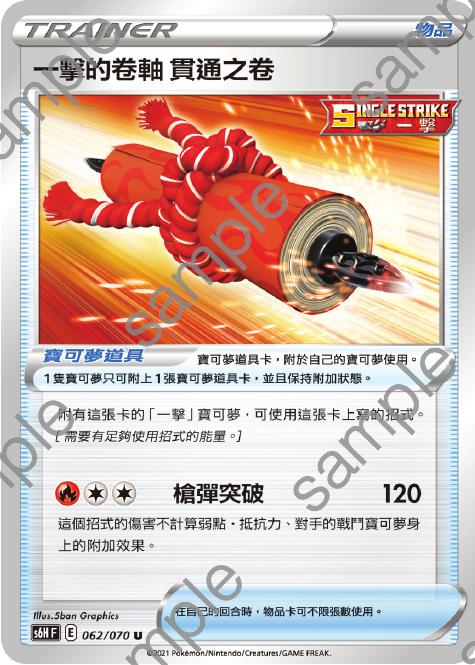 TRAINER
物品
一擊的卷軸 貫通之卷
SINGLE STRIKE
一擊
寶可夢道具
寶可夢道具卡，附於自己的寶可夢使用。
1隻寶可夢只可附上1張寶可夢道具卡，並且保持附加狀態。
附有這張卡的「一擊」寶可夢，可使用這張卡上寫的招式。
[需要有足夠使用招式的能量。]
槍彈突破 120
這個招式的傷害不計算弱點・抵抗力、對手的戰鬥寶可夢身
上的附加效果。
Illus.5ban Graphics
在自己的回合時，物品卡可不限張數使用。
S6H F E 062/070 U
©2021 Pokémon/Nintendo/Creatures/GAME FREAK.
sample
sample
sample
sample
sample
sample
sample
sample